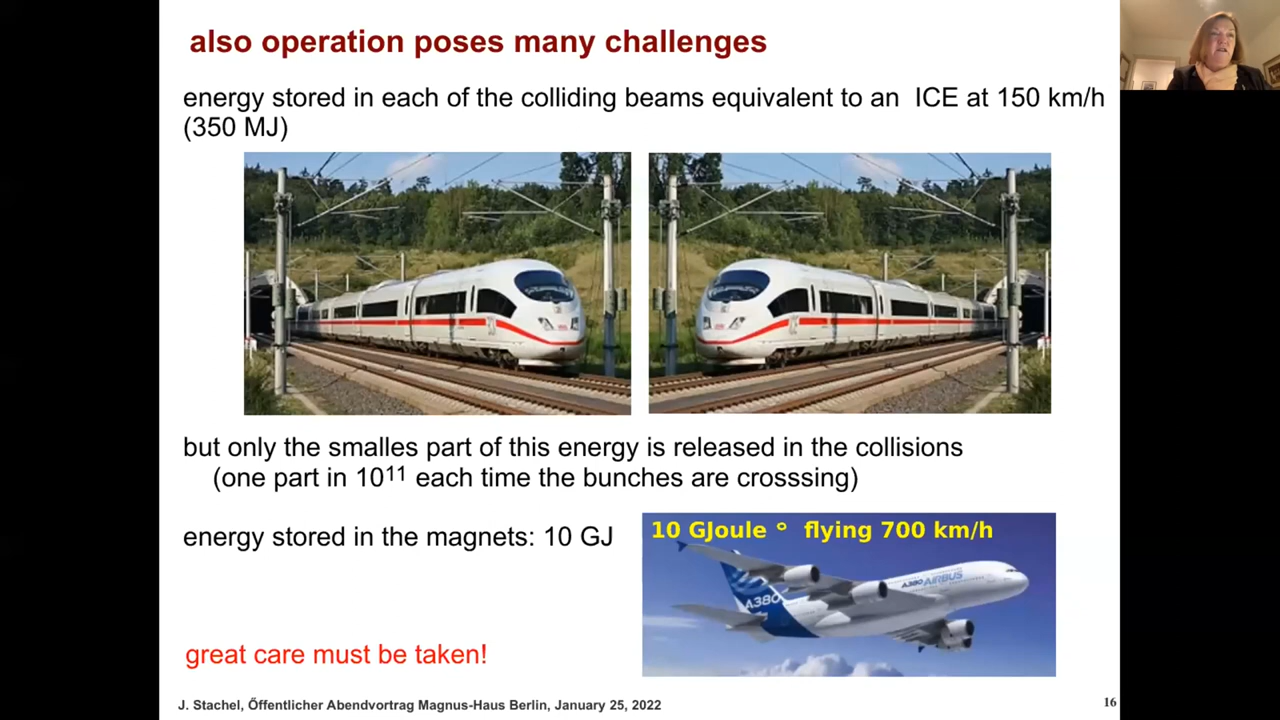 also operation poses many challenges
energy stored in each of the colliding beams equivalent to an ICE at 150 km/h
(350 MJ)
but only the smalles part of this energy is released in the collisions
(one part in 10¹¹ each time the bunches are crosssing)
energy stored in the magnets: 10 GJ
10 GJoule ° flying 700 km/h
A380 AIRBUS
A380
great care must be taken!
J. Stachel, Öffentlicher Abendvortrag Magnus-Haus Berlin, January 25, 2022
16